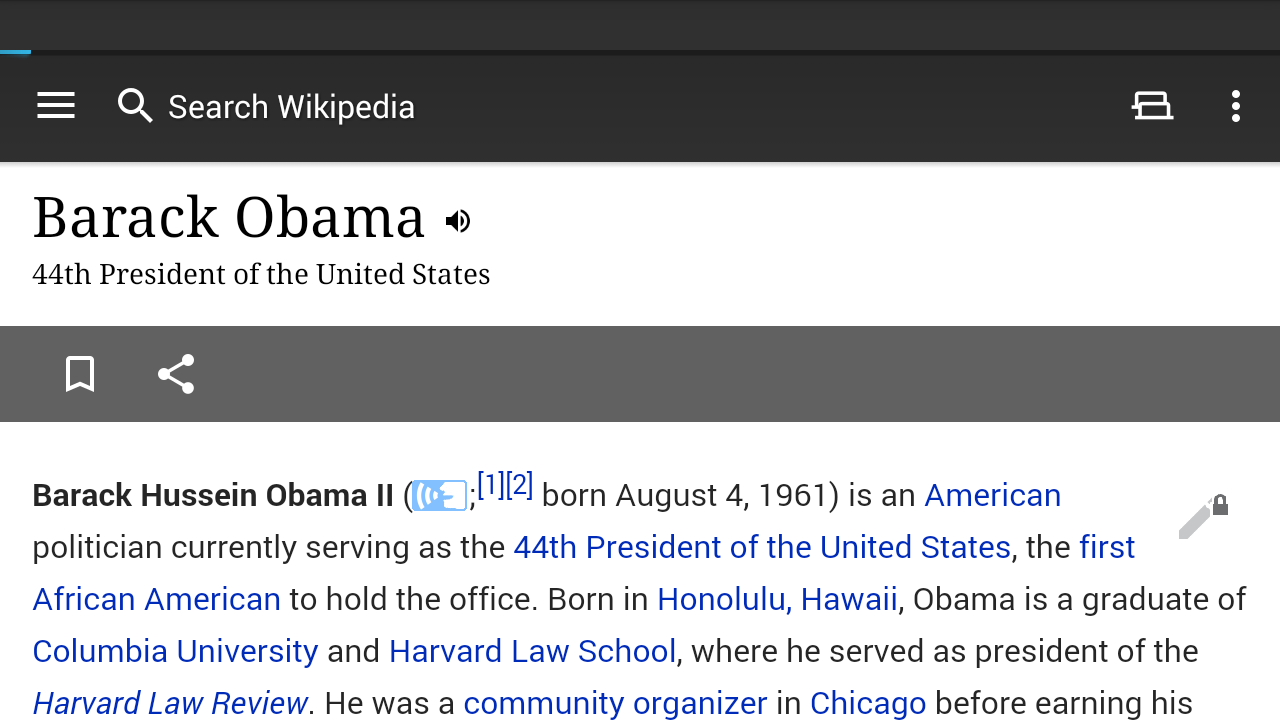 Search Wikipedia
Barack Obama
44th President of the United States
Barack Hussein Obama II (;[1][2] born August 4, 1961) is an American
politician currently serving as the 44th President of the United States, the first
African American to hold the office. Born in Honolulu, Hawaii, Obama is a graduate of
Columbia University and Harvard Law School, where he served as president of the
Harvard Law Review. He was a community organizer in Chicago before earning his